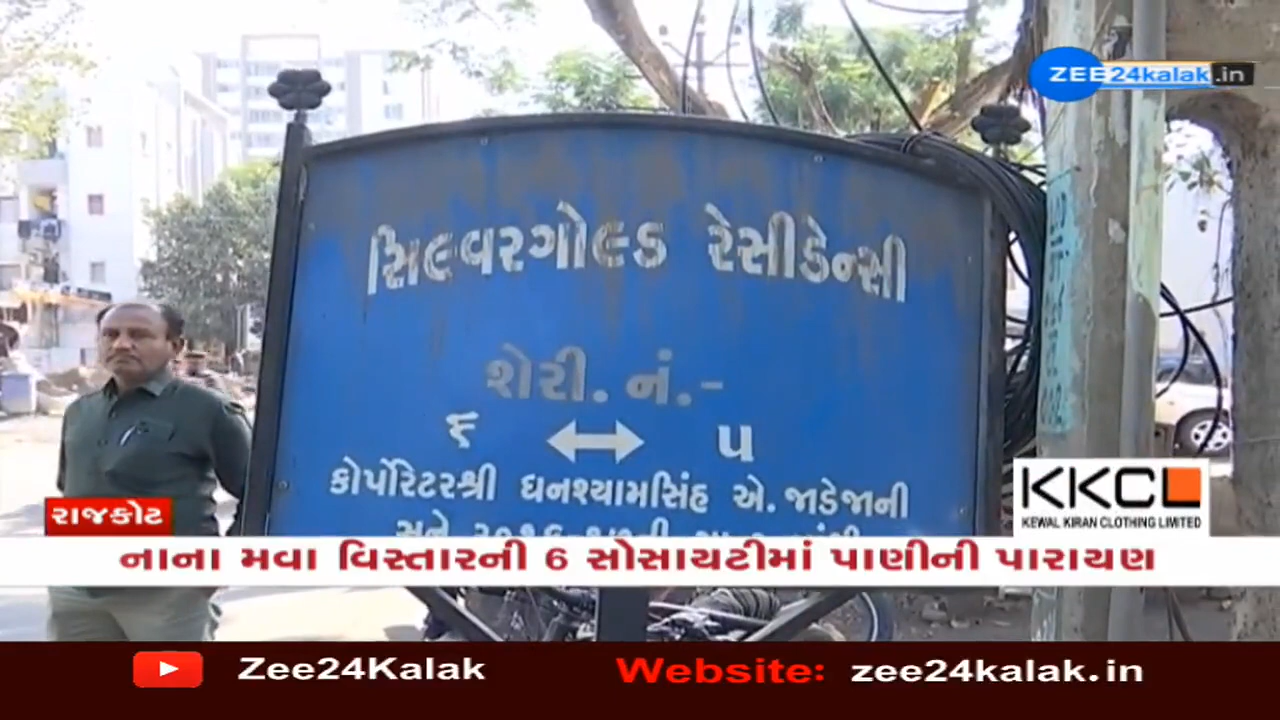 ZEE24kalak.in
સિલ્વરગોલ્ડ રેસીડેન્સી
શેરી. નં.-
૬ ↔ ૫
કોર્પોરેટરશ્રી ઘનશ્યામસિંહ એ. જાડેજાની
KKCL
KEWAL KIRAN CLOTHING LIMITED
રાજકોટ
નાના મવા વિસ્તારની 6 સોસાયટીમાં પાણીની પારાયણ
Zee24Kalak Website: zee24kalak.in